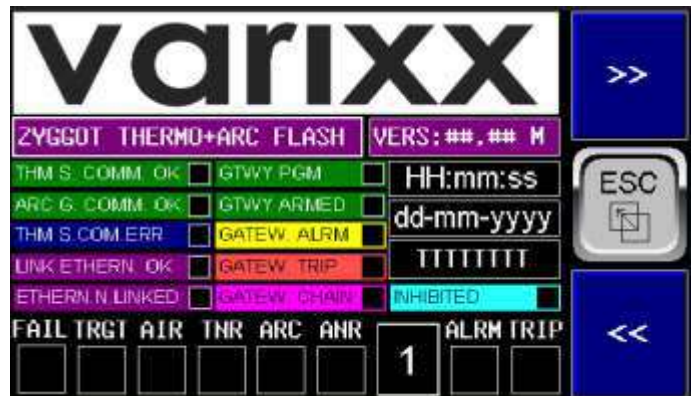 varixx
>>
ZYGGOT THERMO+ARC FLASH VERS:##.## M
THM S. COMM. OK GTWY PGM HH:mm:ss
ESC
ARC G. COMM. OK GTWY ARMED dd-mm-yyyy
THM S.COM.ERR GATEW. ALRM
LINK ETHERN. OK GATEW. TRIP TTTTTTTT
ETHERN.N LINKED GATEW. CHAIN INHIBITED
FAIL TRGT AIR TNR ARC ANR ALRM TRIP
1
<<